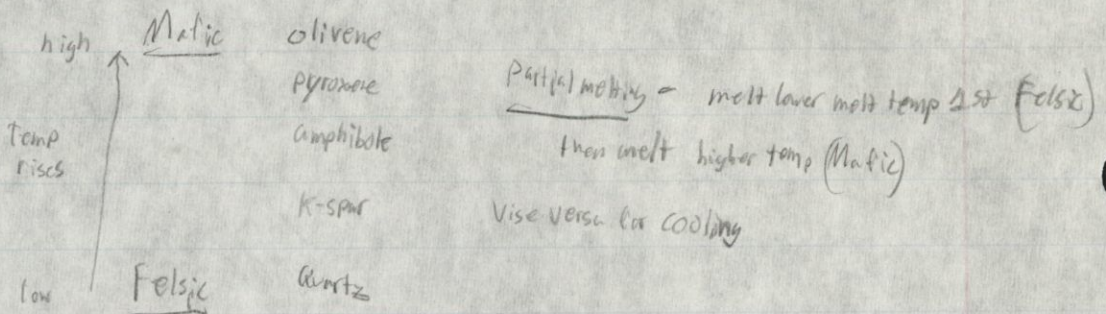 high Mafic olivene
pyroxene
Partial melting - melt lower melt temp 1st (Felsic)
Temp rises amphibole
then melt higher temp (Mafic)
K-spar
Vise versa for cooling
low Felsic Quartz